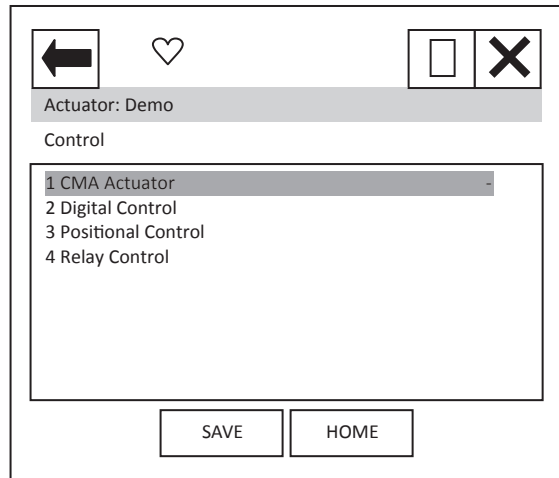 Actuator: Demo
Control
1 CMA Actuator -
2 Digital Control
3 Positional Control
4 Relay Control
SAVE HOME